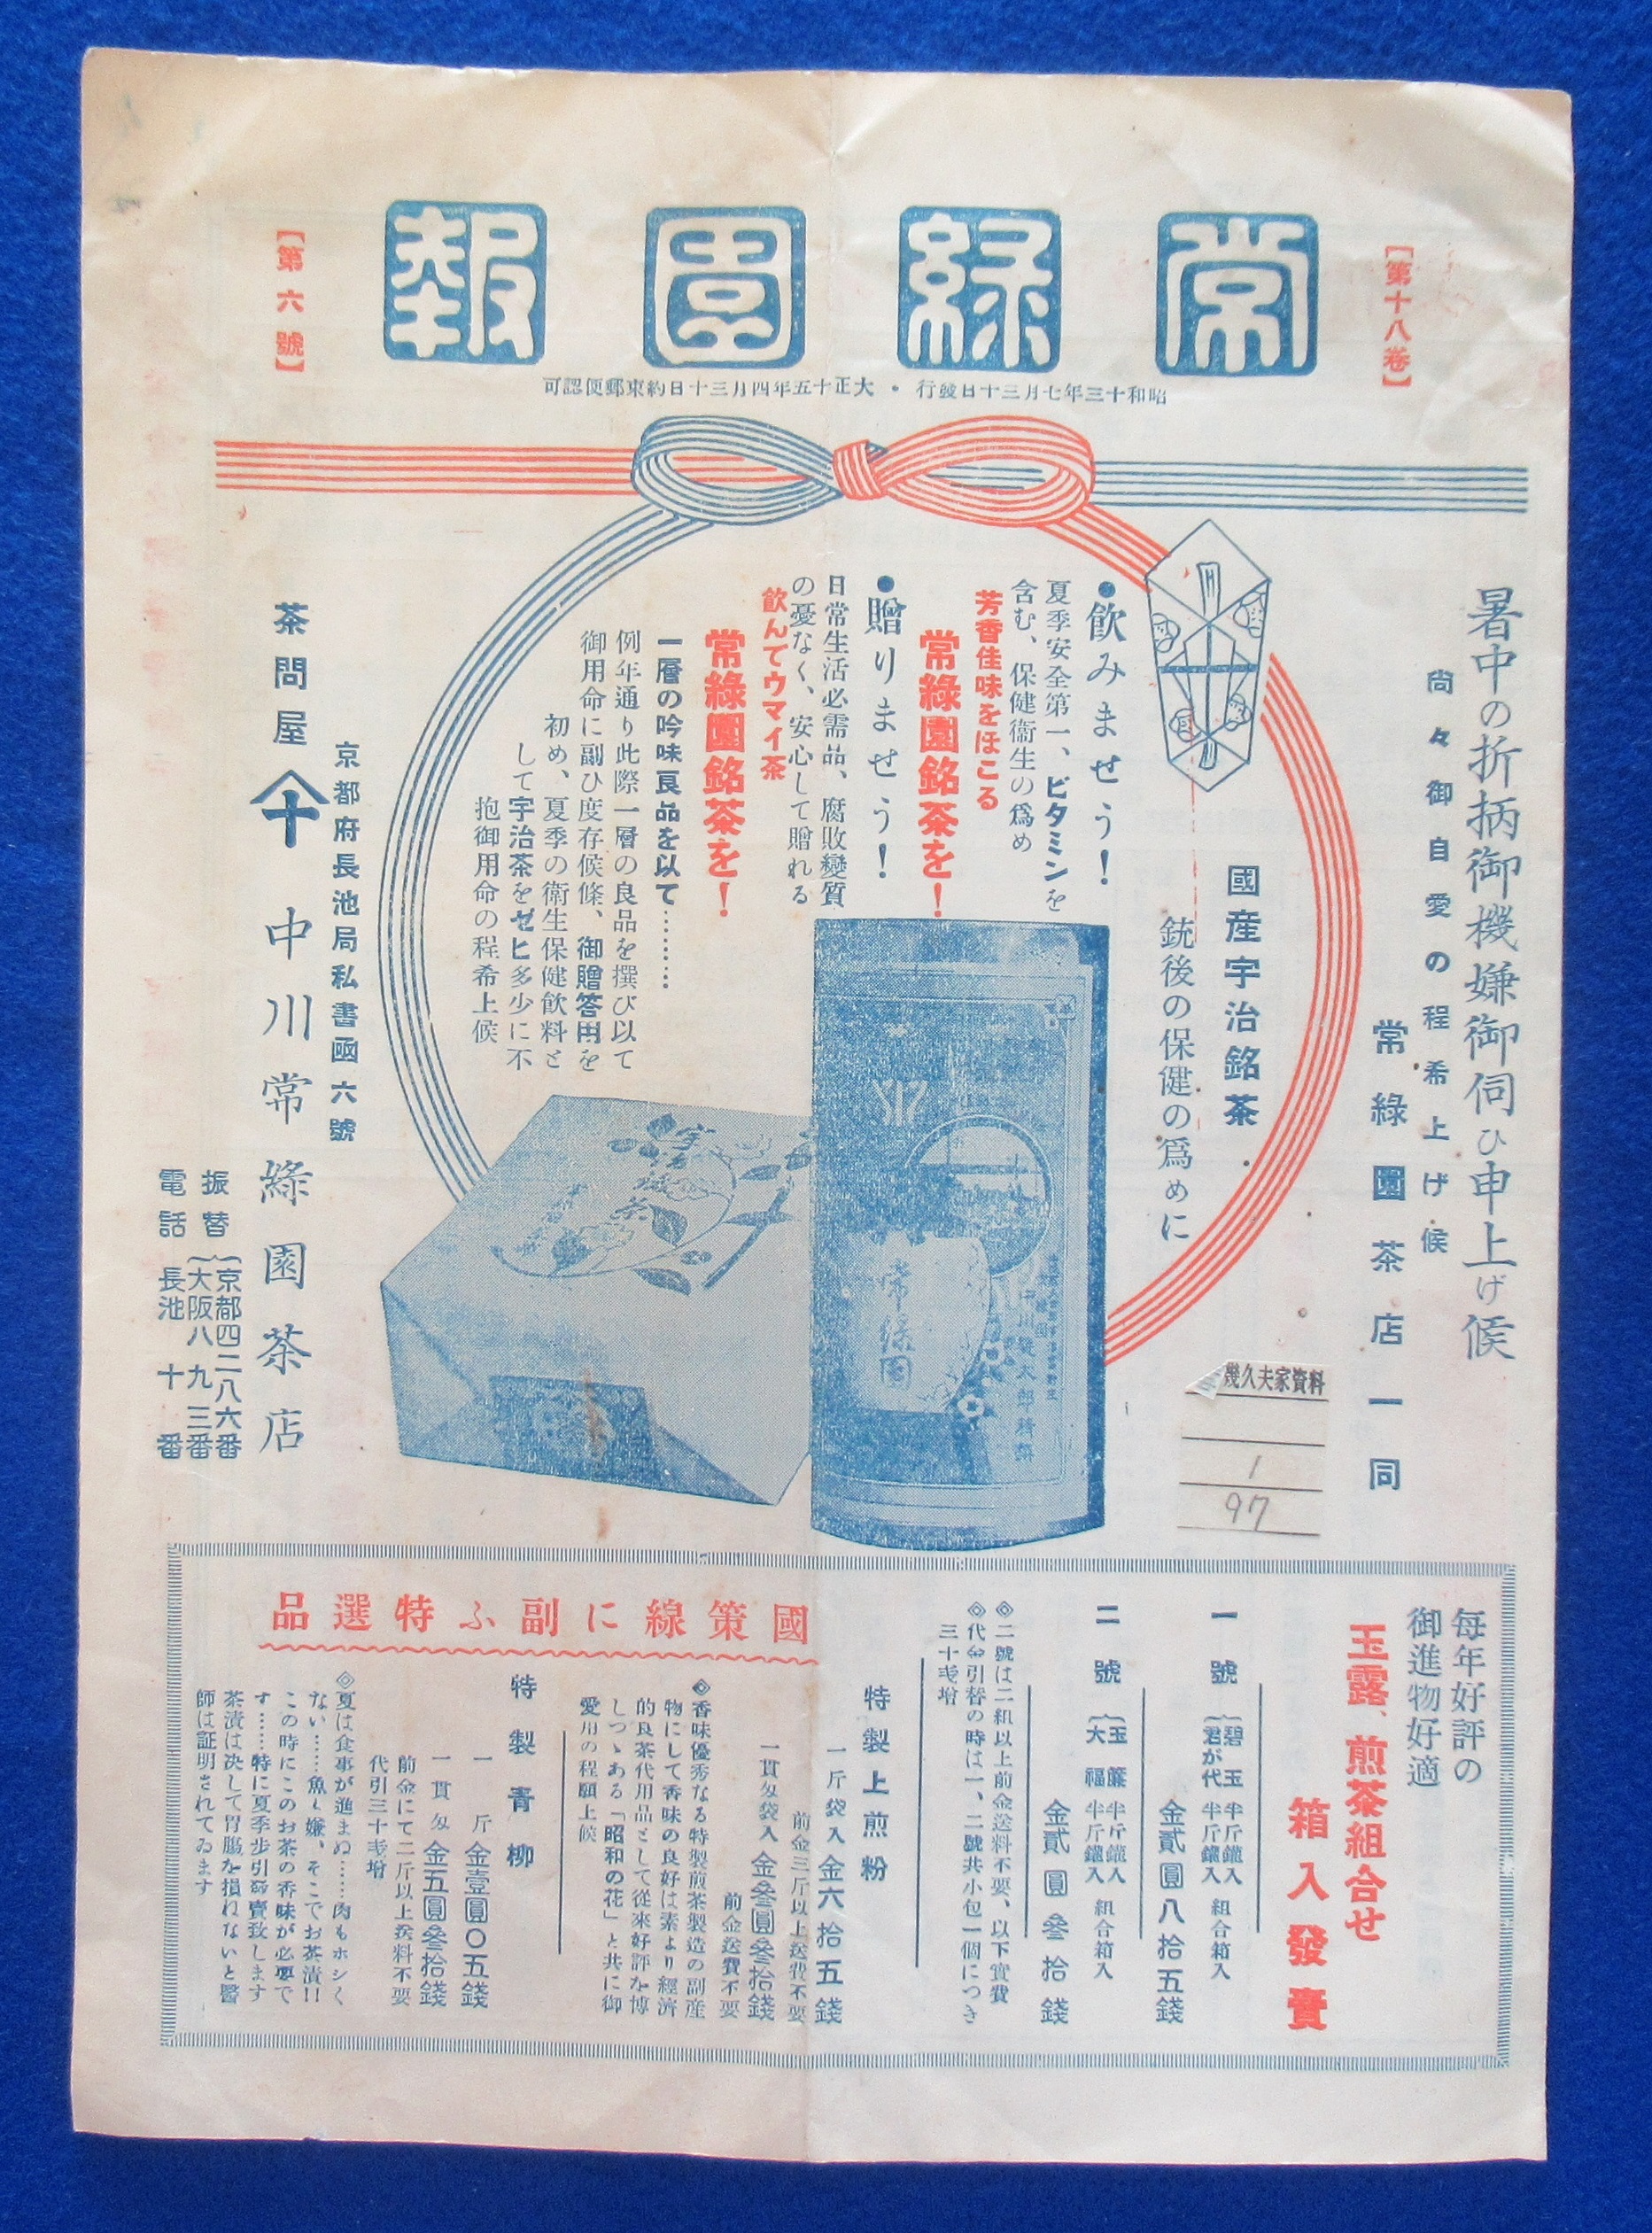 常綠園報
【第十八卷】
【第六號】
昭和十三年七月三十日發行・大正十五年四月三十日約束郵便認可
暑中の折柄御機嫌御伺ひ申上げ候
尙々御自愛の程希上げ候
常綠園茶店一同
國産宇治銘茶
銃後の保健の爲めに
●飮みませう!
夏季安全第一、ビタミンを
含む、保健衞生の爲め
芳香佳味をほこる
常綠園銘茶を!
●贈りませう!
日常生活必需品、腐敗變質
の憂なく、安心して贈れる
飮んでウマイ茶
常綠園銘茶を!
一層の吟味良品を以て………
例年通り此際一層の良品を撰び以て
御用命に副ひ度存候條、御贈答用を
初め、夏季の衞生保健飮料と
して宇治茶をゼヒ多少に不
抱御用命の程希上候
京都府長池局私書凾六號
茶問屋 中川常綠園茶店
振替 京都四二八六番
大阪八九三番
電話 長池 十番
常綠園
幾久夫家資料
1
97
每年好評の
御進物好適
玉露、煎茶組合せ
箱入發賣
一號 碧玉 半斤鑵入
君が代 半斤鑵入 組合箱入
金貳圓八拾五錢
二號 玉簾 半斤鑵入
大福 半斤鑵入 組合箱入
金貳圓參拾錢
◎二號は二組以上前金送料不要、以下實費
◎代金引替の時は一、二號共小包一個につき
三十戔增
特製上煎粉
一斤袋入 金六拾五錢
前金三斤以上送費不要
一貫匁袋入 金參圓參拾錢
前金送費不要
◇香味優秀なる特製煎茶製造の副産
物にして香味の良好は素より經濟
的良茶代用品として從來好評を博
しつゝある「昭和の花」と共に御
愛用の程願上候
國策線に副ふ特選品
特製靑柳
一斤 金壹圓〇五錢
一貫匁 金五圓參拾錢
前金にて二斤以上送料不要
代引三十戔增
◇夏は食事が進まぬ……肉もホシく
ない……魚も嫌、そこでお茶漬!!
この時にこのお茶の香味が必要で
す……特に夏季步引卸賣致します
茶漬は決して胃膓を損ねないと醫
師は証明されてゐます